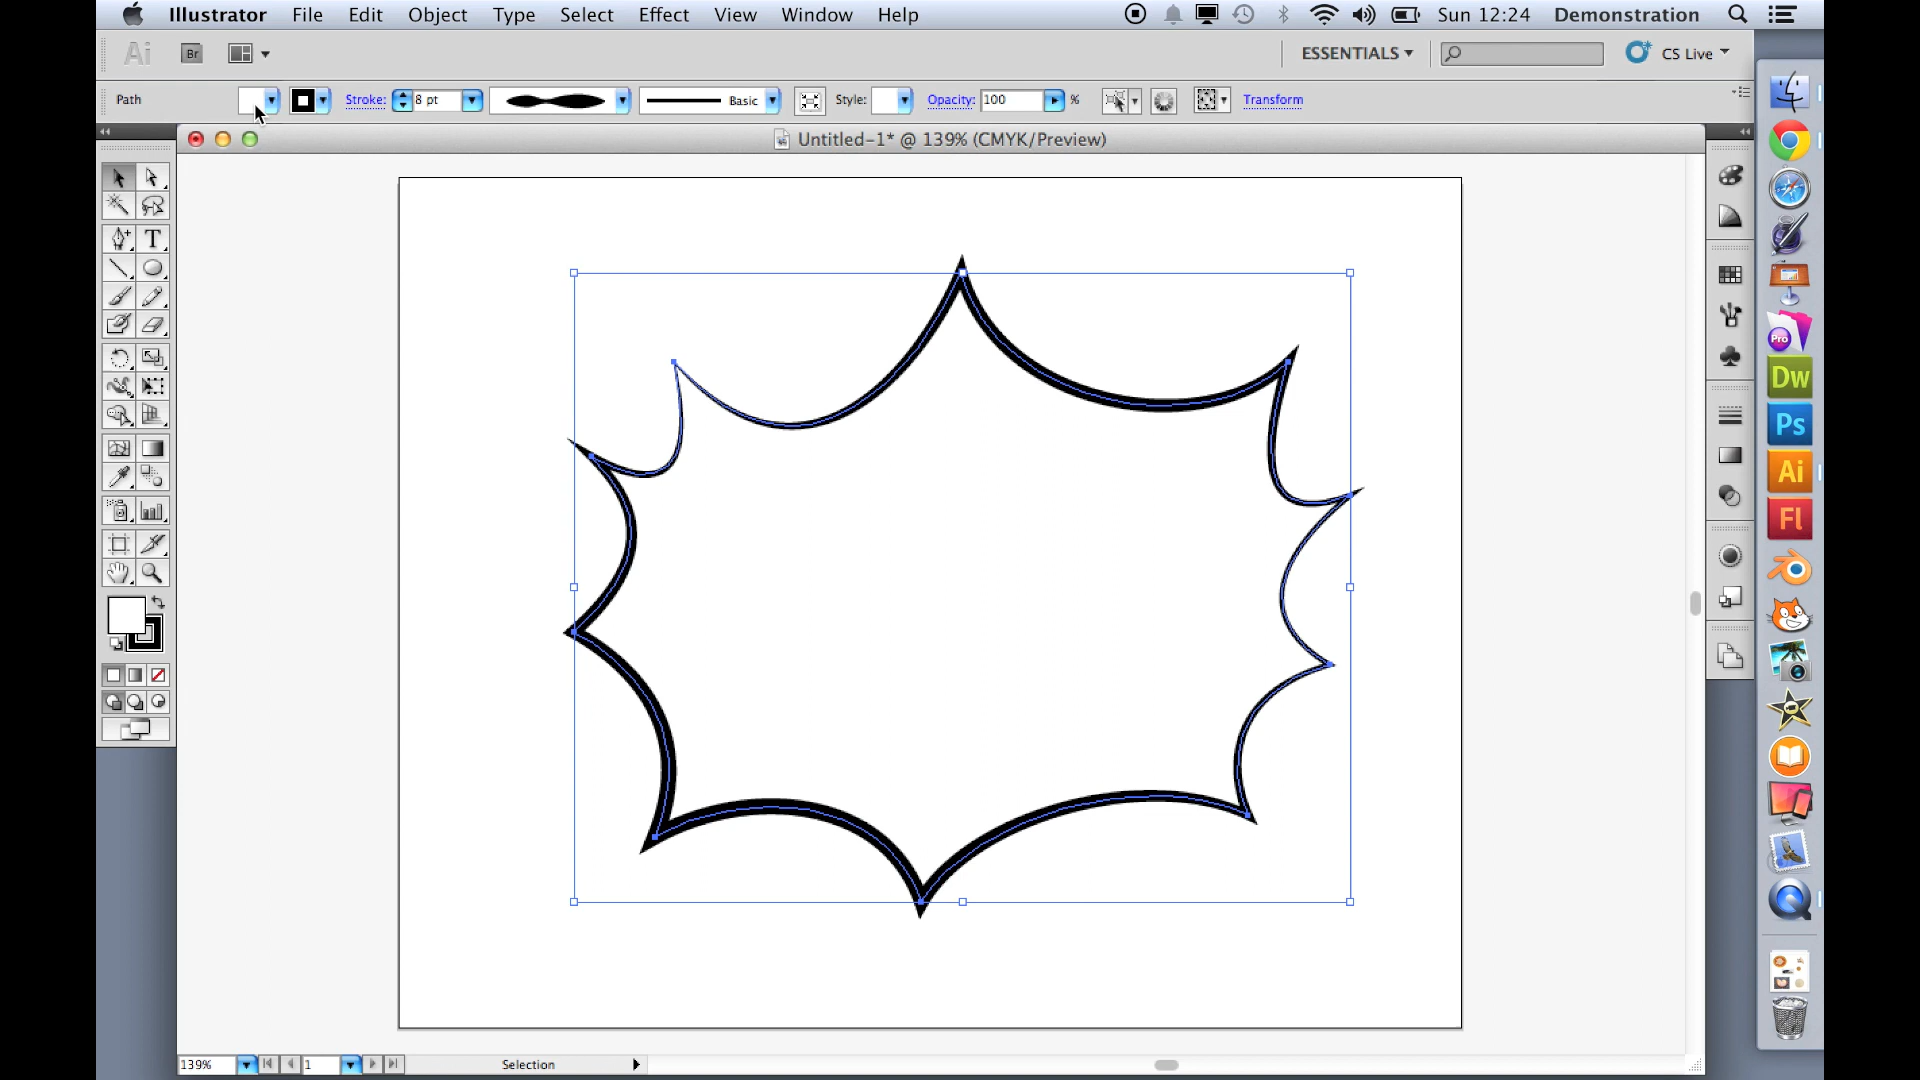 Illustrator File Edit Object Type Select Effect View Window Help Sun 12:24 Demonstration
Ai Br ESSENTIALS CS Live
Path Stroke: 8 pt Basic Style: Opacity: 100 % Transform
Untitled-1* @ 139% (CMYK/Preview)
T
Pro
Dw
Ps
Ai
Fl
139% 1 Selection